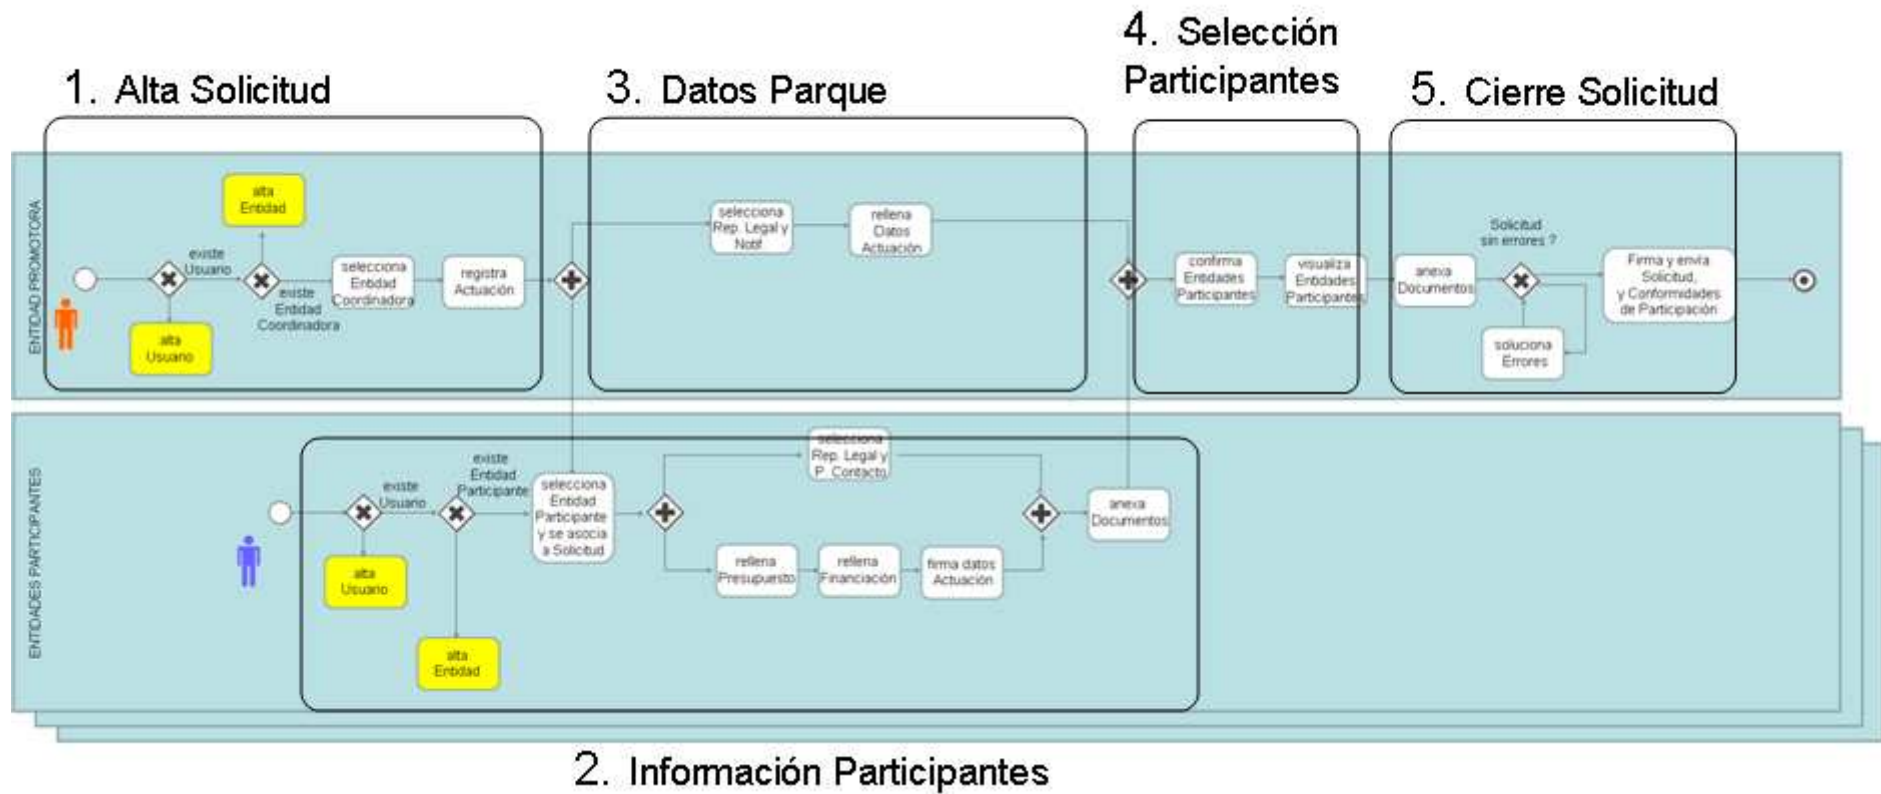 4. Selección
Participantes
1. Alta Solicitud
3. Datos Parque
5. Cierre Solicitud
ENTIDAD PROMOTORA
alta
Entidad
existe
Usuario
existe
Entidad
Coordinadora
alta
Usuario
selecciona
Entidad
Coordinadora
registra
Actuación
selecciona
Rep. Legal y
Notif
rellena
Datos
Actuación
confirma
Entidades
Participantes
visualiza
Entidades
Participantes
anexa
Documentos
Solicitud
sin errores ?
soluciona
Errores
Firma y envía
Solicitud,
y Conformidades
de Participación
ENTIDADES PARTICIPANTES
existe
Usuario
existe
Entidad
Participante
alta
Usuario
alta
Entidad
selecciona
Entidad
Participante
y se asocia
a Solicitud
selecciona
Rep. Legal y
P. Contacto
rellena
Presupuesto
rellena
Financiación
firma datos
Actuación
anexa
Documentos
2. Información Participantes